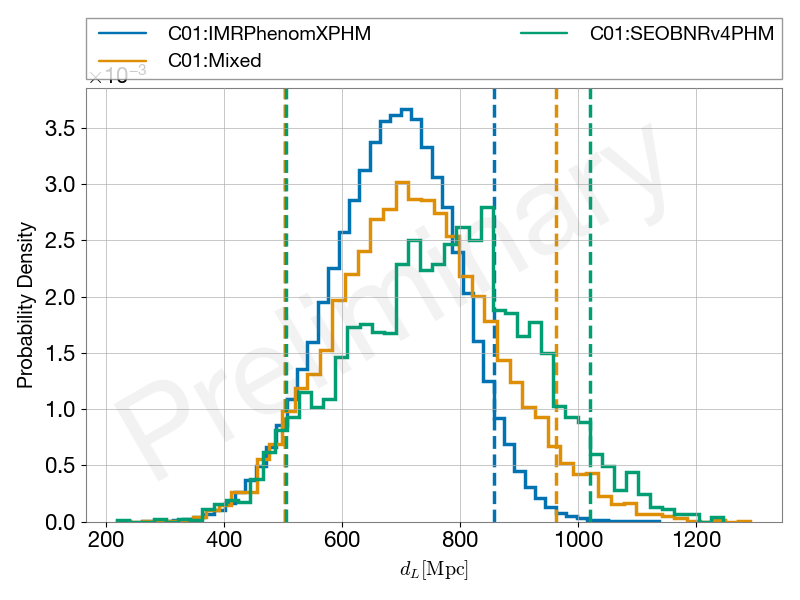 C01:IMRPhenomXPHM
C01:SEOBNRv4PHM
C01:Mixed
×10⁻³
3.5
3.0
2.5
2.0
1.5
1.0
0.5
0.0
Probability Density
Preliminary
200 400 600 800 1000 1200
d_L[Mpc]